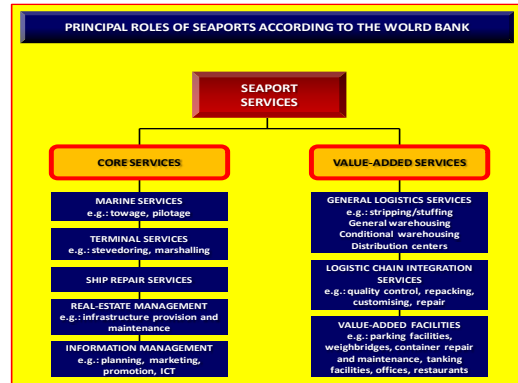 PRINCIPAL ROLES OF SEAPORTS ACCORDING TO THE WOLRD BANK
SEAPORT
SERVICES
CORE SERVICES
MARINE SERVICES
e.g.: towage, pilotage
TERMINAL SERVICES
e.g.: stevedoring, marshalling
SHIP REPAIR SERVICES
REAL-ESTATE MANAGEMENT
e.g.: infrastructure provision and
maintenance
INFORMATION MANAGEMENT
e.g.: planning, marketing,
promotion, ICT
VALUE-ADDED SERVICES
GENERAL LOGISTICS SERVICES
e.g.: stripping/stuffing
General warehousing
Conditional warehousing
Distribution centers
LOGISTIC CHAIN INTEGRATION
SERVICES
e.g.: quality control, repacking,
customising, repair
VALUE-ADDED FACILITIES
e.g.: parking facilities,
weighbridges, container repair
and maintenance, tanking
facilities, offices, restaurants